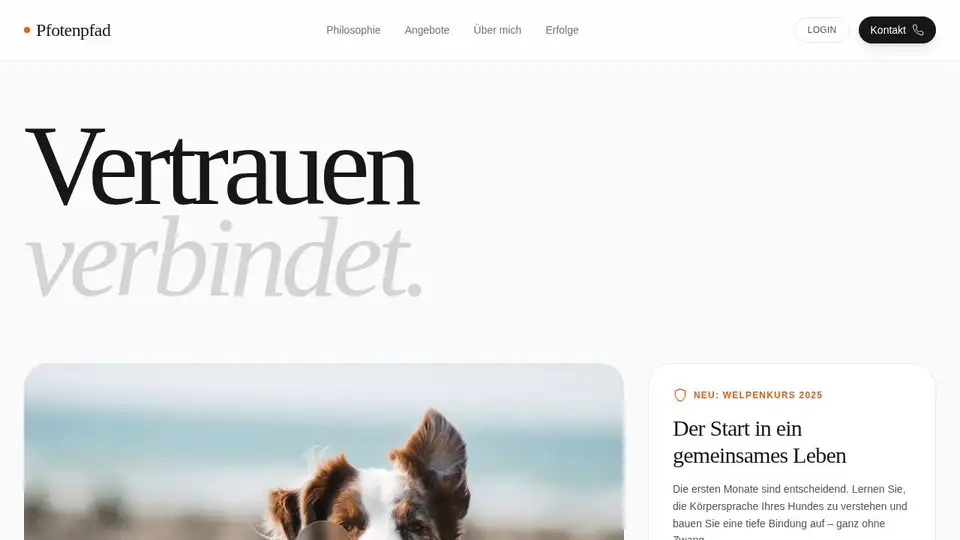 Pfotenpfad
Philosophie
Angebote
Über mich
Erfolge
LOGIN
Kontakt
Vertrauen
verbindet.
NEU: WELPENKURS 2025
Der Start in ein
gemeinsames Leben
Die ersten Monate sind entscheidend. Lernen Sie,
die Körpersprache Ihres Hundes zu verstehen und
bauen Sie eine tiefe Bindung auf – ganz ohne
Zwang.